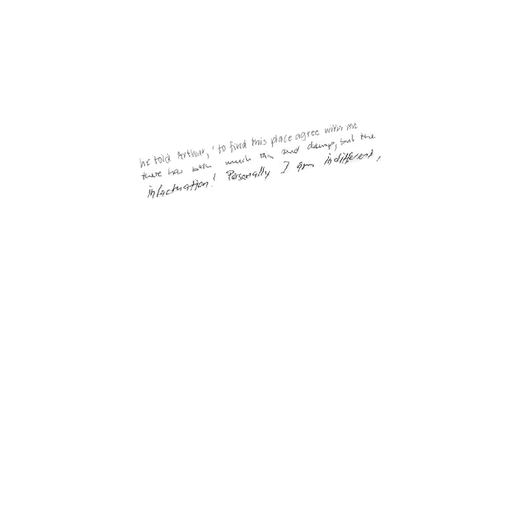 he told Arthur, 'to find this place agree with me
there has been much rain and damp, but the
infatuation! Personally I am indifferent,